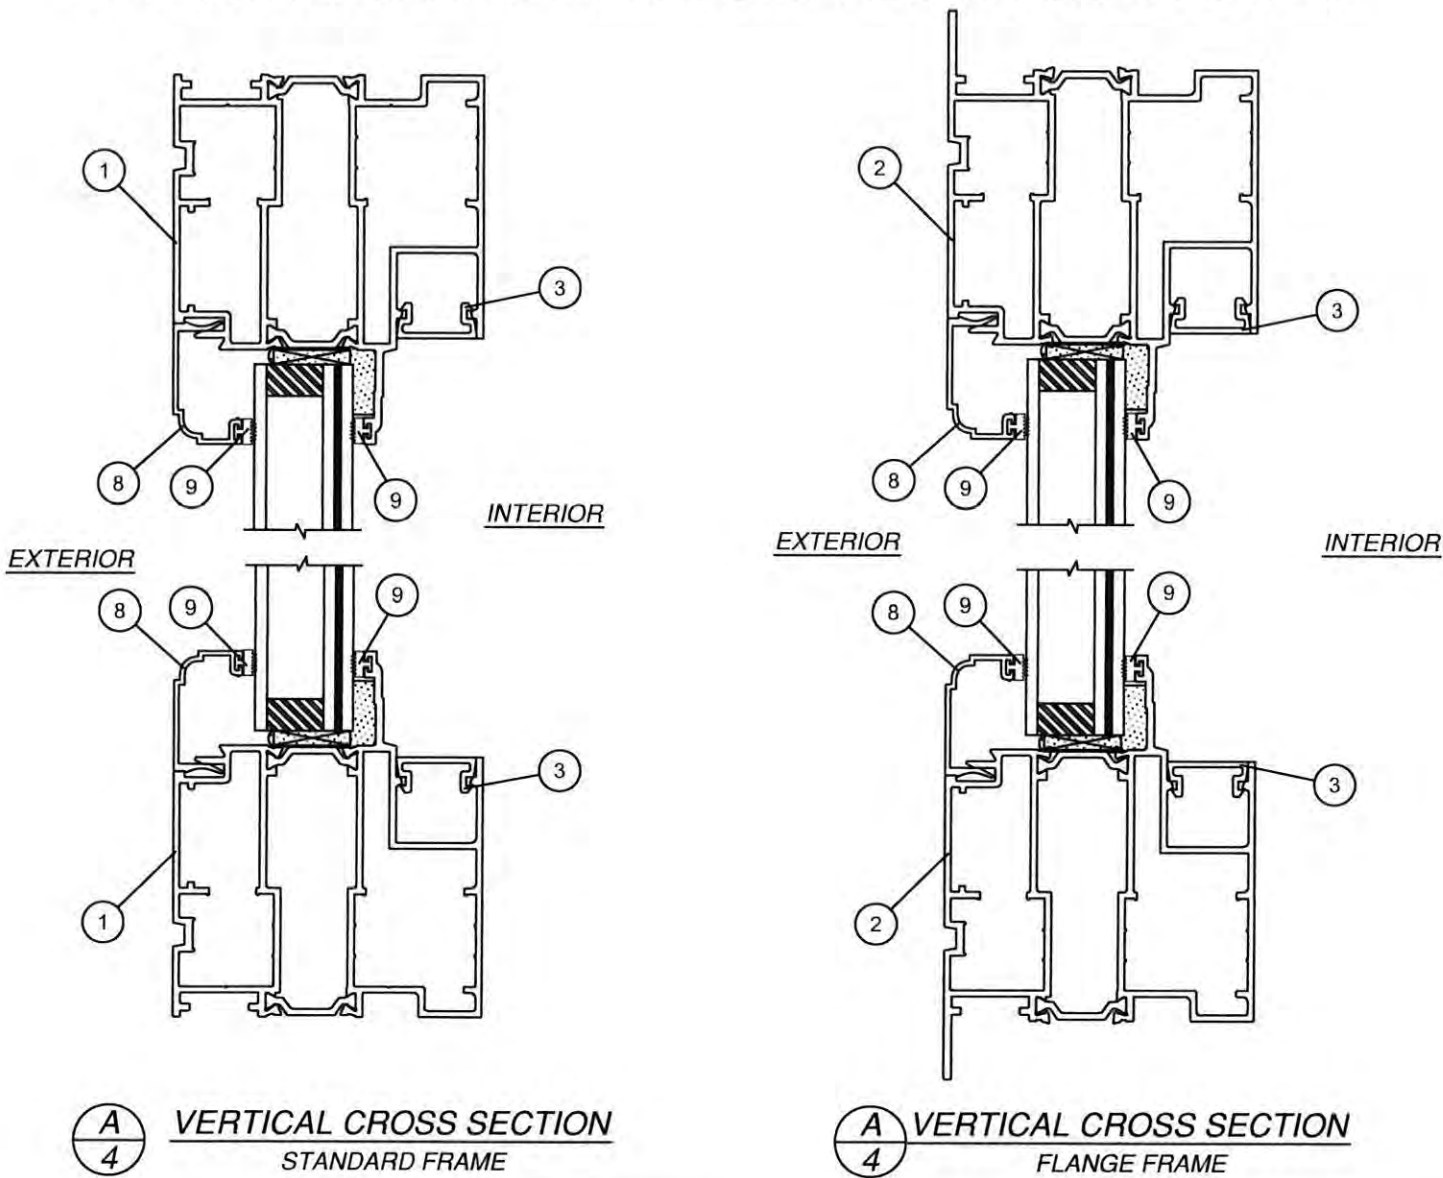 1
3
8
9
9
INTERIOR
EXTERIOR
8
9
9
3
1
A
4
VERTICAL CROSS SECTION
STANDARD FRAME
2
3
8
9
9
EXTERIOR
INTERIOR
8
9
9
3
2
A
4
VERTICAL CROSS SECTION
FLANGE FRAME